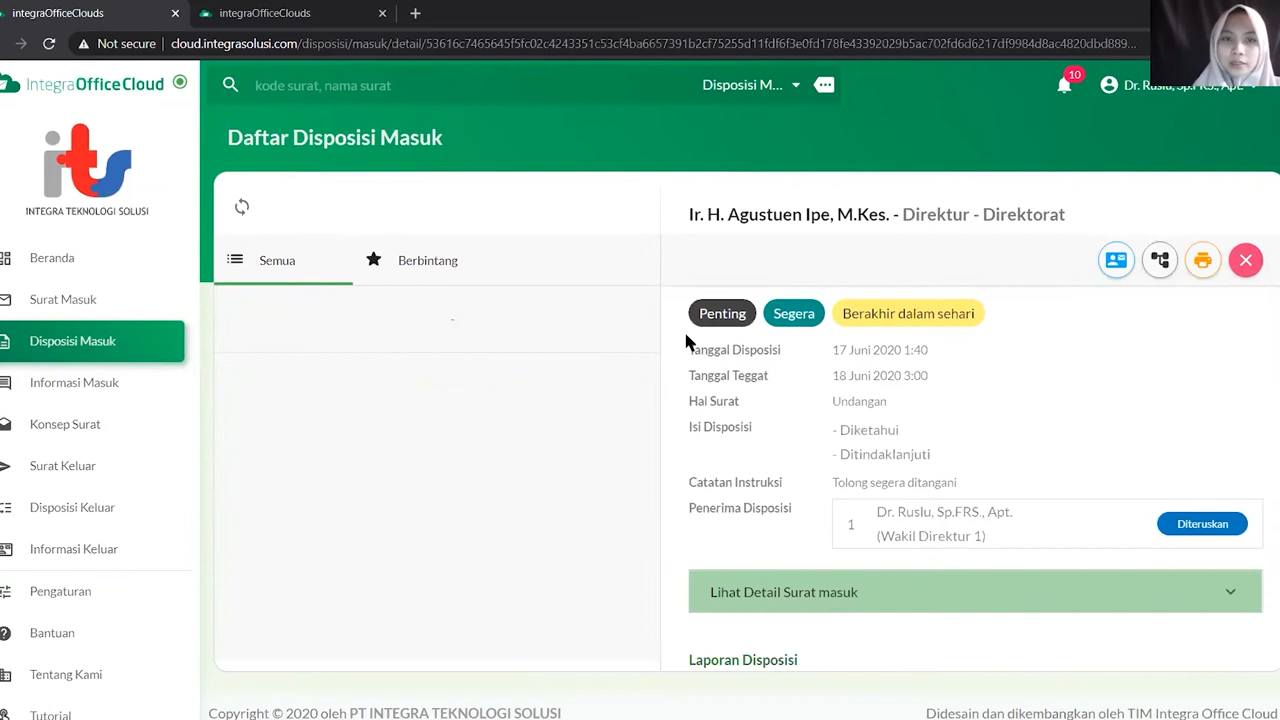 integraOfficeClouds
integraOfficeClouds
Not secure
cloud.integrasolusi.com/disposisi/masuk/detail/53616c7465645f5fc02c4243351c53cf4ba6657391b2cf75255d11fdf6f3e0fd178fe43392029b5ac702fd6d6217df9984d8ac4820dbd889...
IntegraOfficeCloud
kode surat, nama surat
Disposisi M...
10
Dr. Ruslu, Sp.FRS., Apt.
its
INTEGRA TEKNOLOGI SOLUSI
Beranda
Surat Masuk
Disposisi Masuk
Informasi Masuk
Konsep Surat
Surat Keluar
Disposisi Keluar
Informasi Keluar
Pengaturan
Bantuan
Tentang Kami
Tutorial
Daftar Disposisi Masuk
Semua
Berbintang
-
Ir. H. Agustuen Ipe, M.Kes. - Direktur - Direktorat
Penting
Segera
Berakhir dalam sehari
Tanggal Disposisi 17 Juni 2020 1:40
Tanggal Teggat 18 Juni 2020 3:00
Hal Surat Undangan
Isi Disposisi - Diketahui
- Ditindaklanjuti
Catatan Instruksi Tolong segera ditangani
Penerima Disposisi
1 Dr. Ruslu, Sp.FRS., Apt.
(Wakil Direktur 1)
Diteruskan
Lihat Detail Surat masuk
Laporan Disposisi
Copyright © 2020 oleh PT INTEGRA TEKNOLOGI SOLUSI
Didesain dan dikembangkan oleh TIM Integra Office Cloud